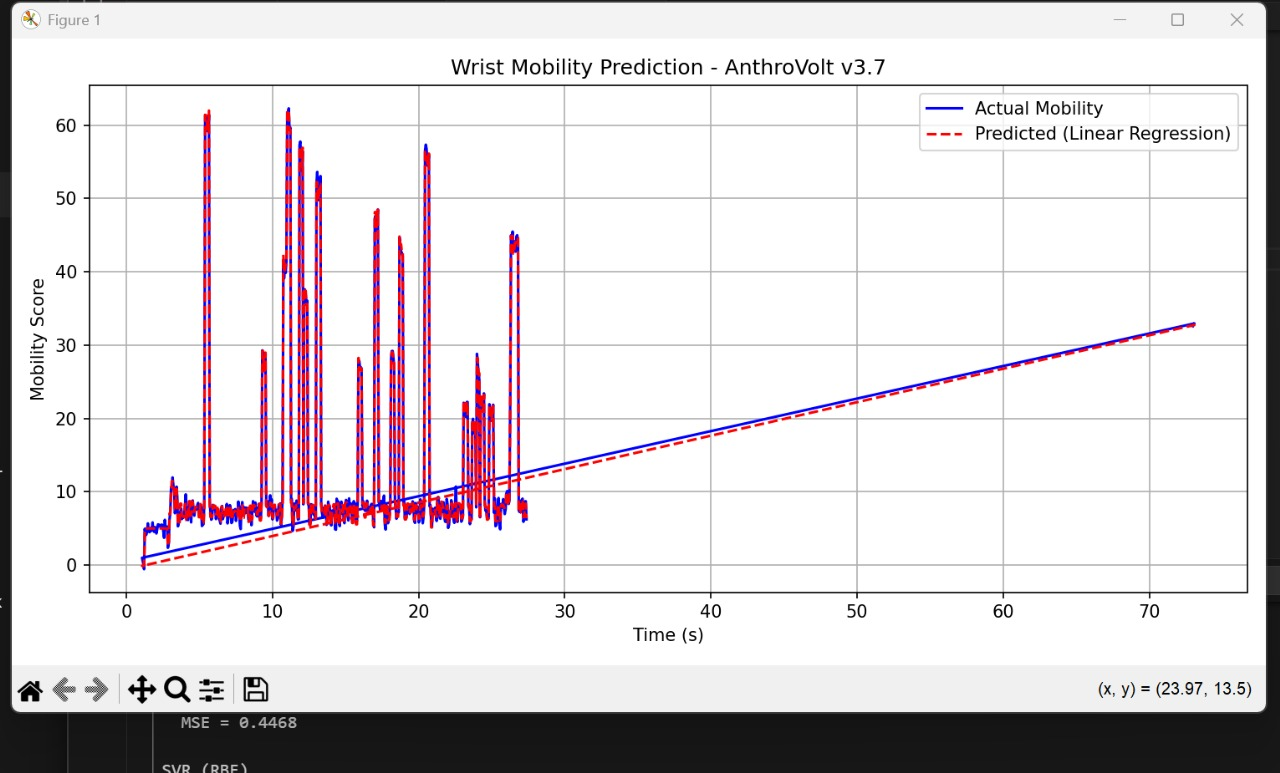 Figure 1
Wrist Mobility Prediction - AnthroVolt v3.7
Actual Mobility
Predicted (Linear Regression)
Mobility Score
60
50
40
30
20
10
0
0 10 20 30 40 50 60 70
Time (s)
(x, y) = (23.97, 13.5)
MSE = 0.4468
SVR (RBF)